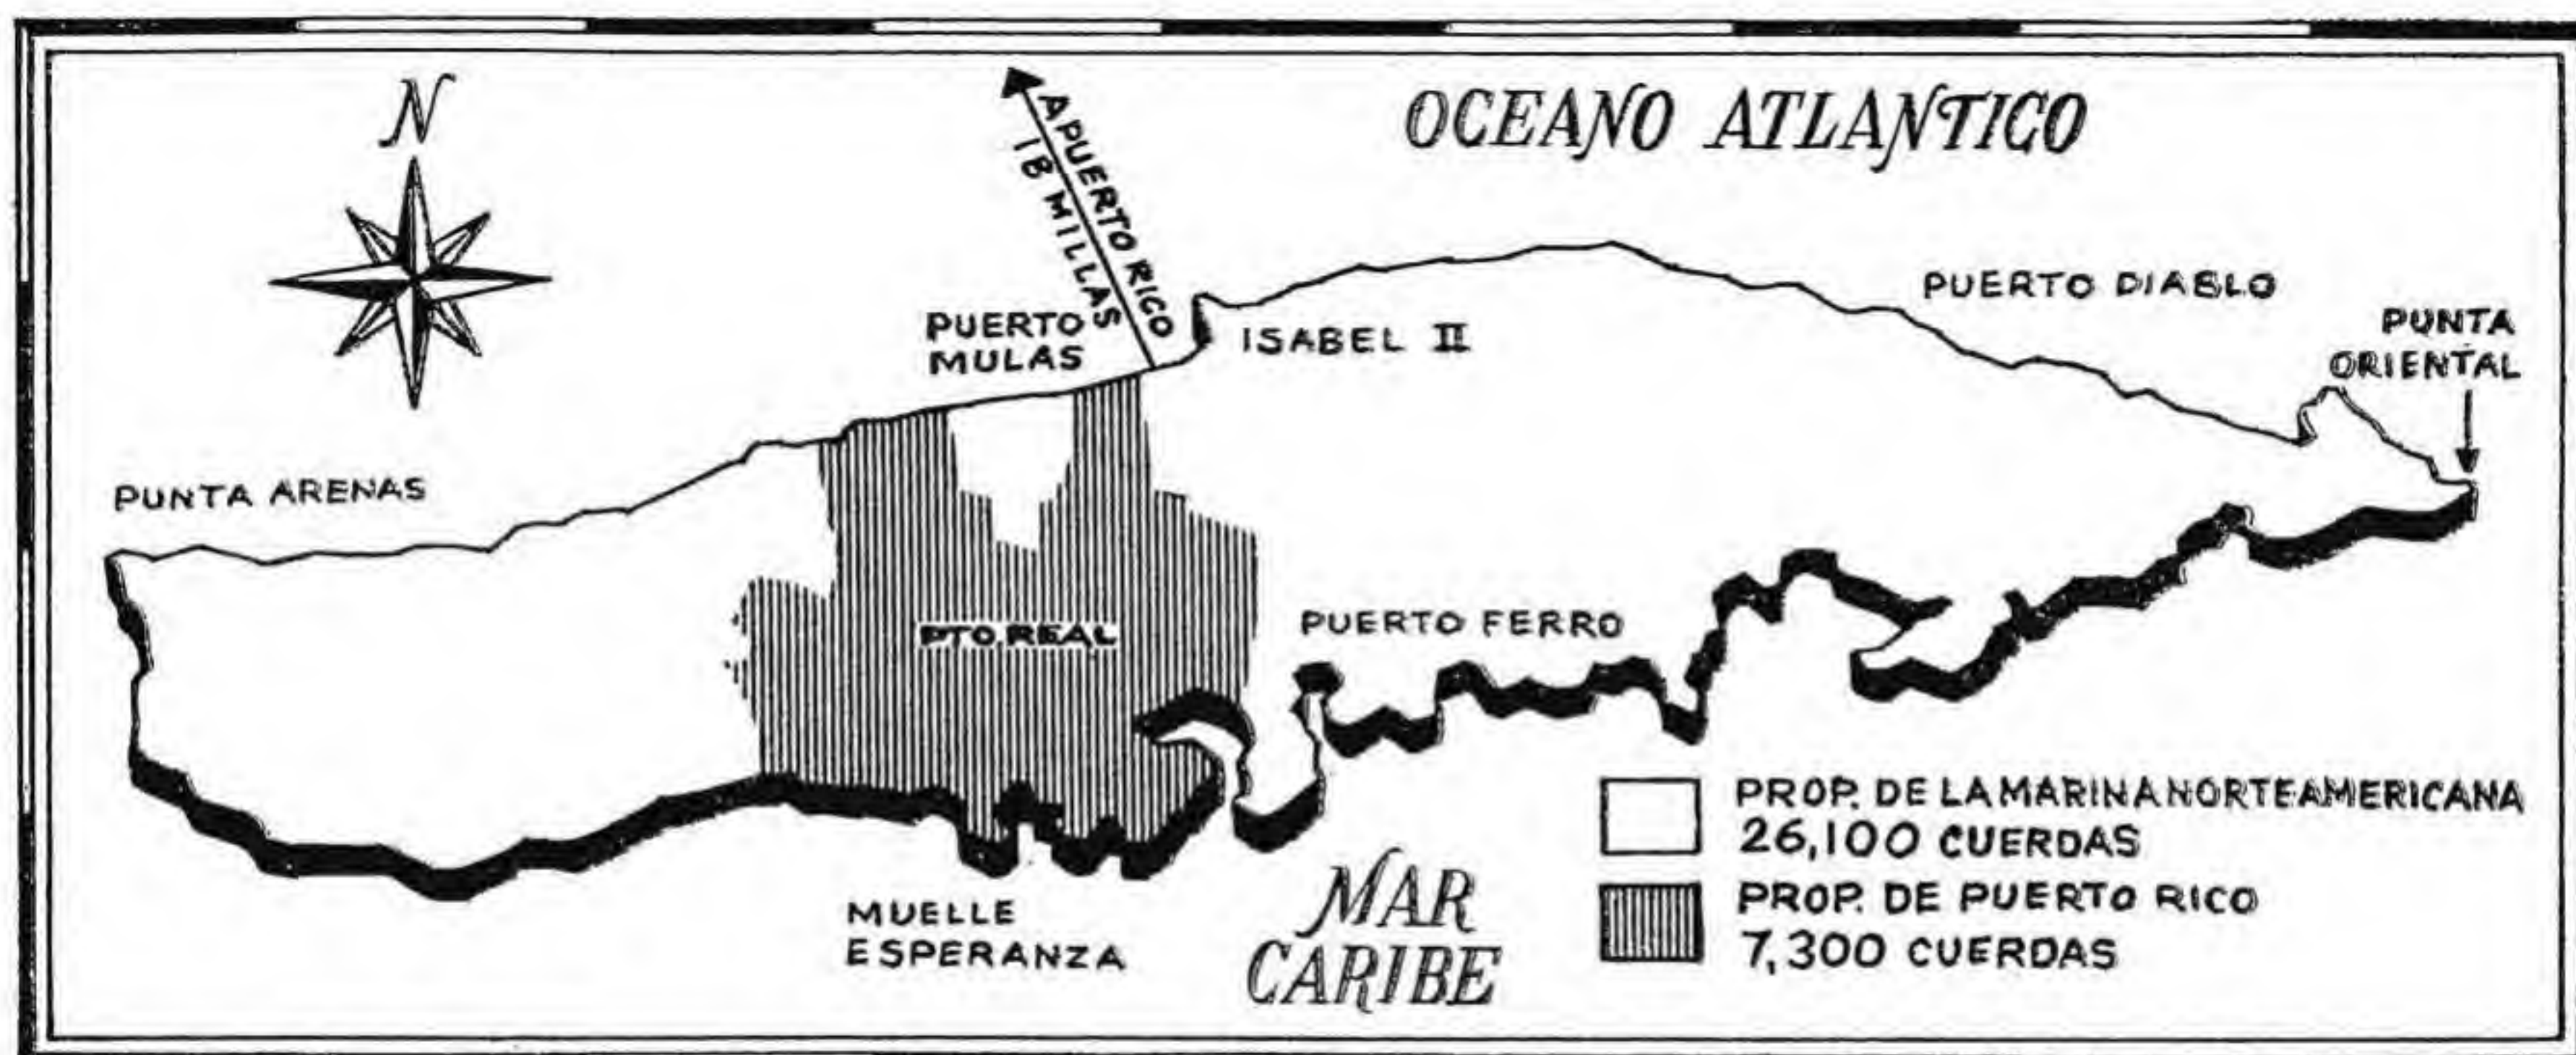 N
A PUERTO RICO
18 MILLAS
OCEANO ATLANTICO
PUERTO
MULAS
ISABEL II
PUERTO DIABLO
PUNTA
ORIENTAL
PUNTA ARENAS
PTO. REAL
PUERTO FERRO
MUELLE
ESPERANZA
MAR
CARIBE
PROP. DE LA MARINA NORTEAMERICANA
26,100 CUERDAS
PROP. DE PUERTO RICO
7,300 CUERDAS